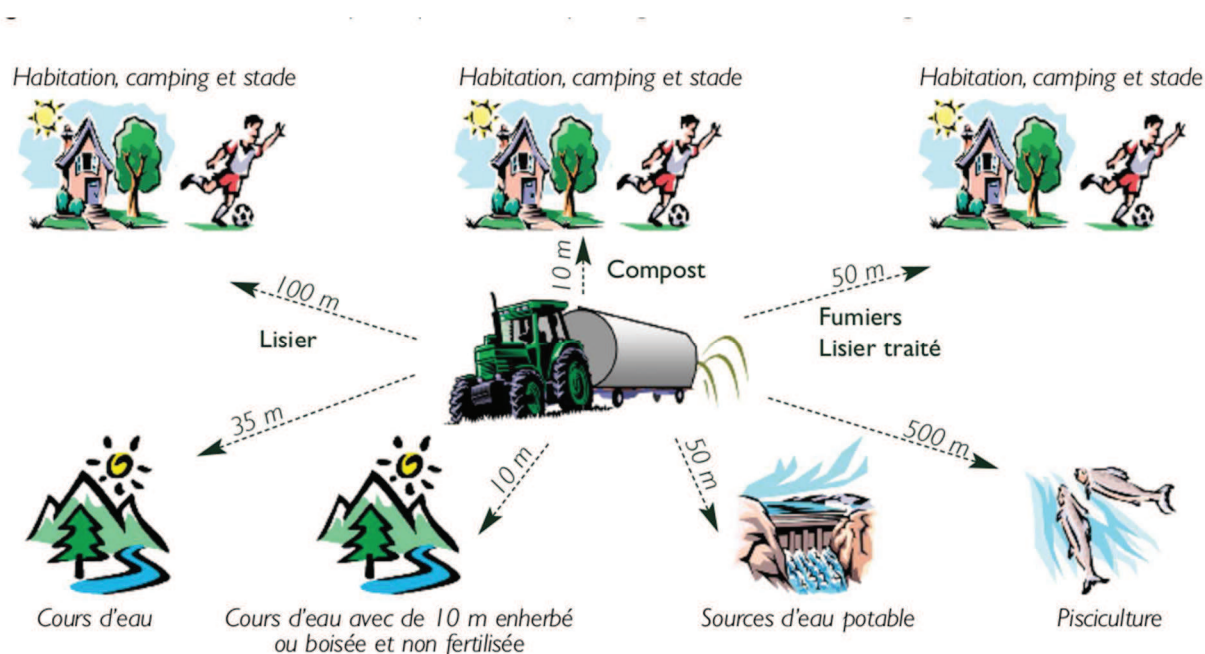 Habitation, camping et stade
Habitation, camping et stade
Habitation, camping et stade
10 m
Compost
100 m
50 m
Lisier
Fumiers
Lisier traité
35 m
10 m
50 m
500 m
Cours d'eau
Cours d'eau avec de 10 m enherbé
ou boisée et non fertilisée
Sources d'eau potable
Pisciculture